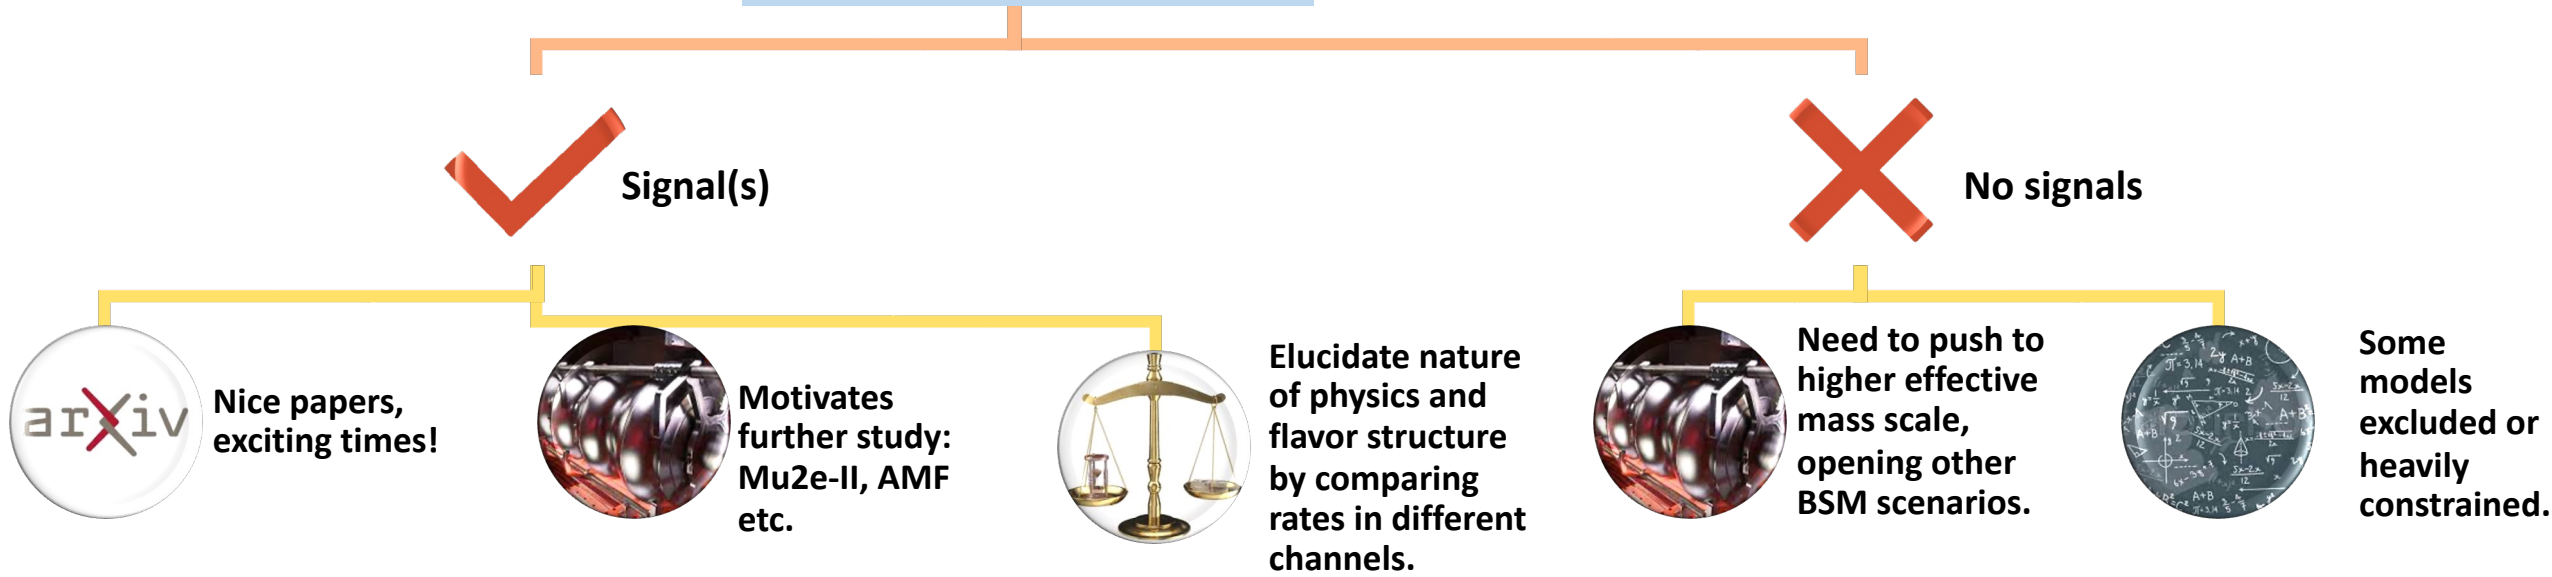 Signal(s)
No signals
arXiv
Nice papers,
exciting times!
Motivates
further study:
Mu2e-II, AMF
etc.
Elucidate nature
of physics and
flavor structure
by comparing
rates in different
channels.
Need to push to
higher effective
mass scale,
opening other
BSM scenarios.
Some
models
excluded or
heavily
constrained.